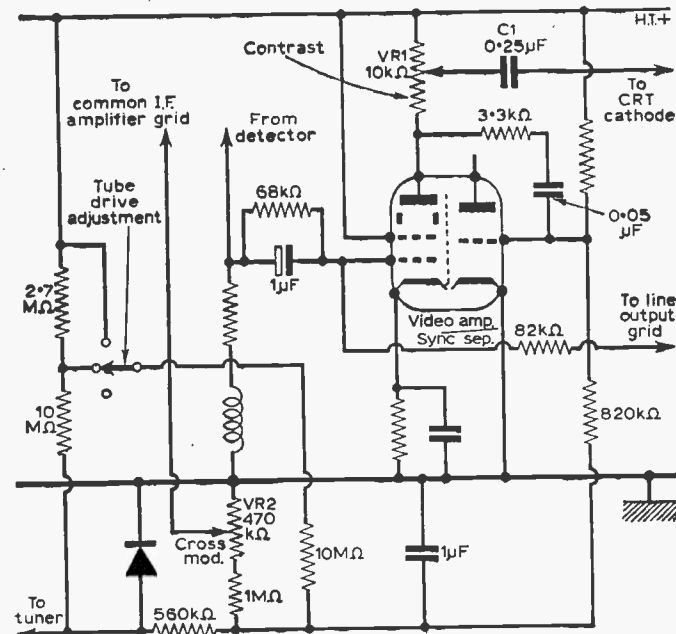 H.T.+
C1
0·25µF
VR1
10kΩ
Contrast
To
CRT
cathode
To
common I.F.
amplifier grid
From
detector
3·3kΩ
Tube
drive
adjustment
68kΩ
0·05
µF
1µF
2·7
MΩ
To line
output
grid
Video amp.
Sync sep.
82kΩ
10
MΩ
820kΩ
VR2
470
kΩ
Cross
mod.
10MΩ
1µF
1MΩ
To
tuner
560kΩ